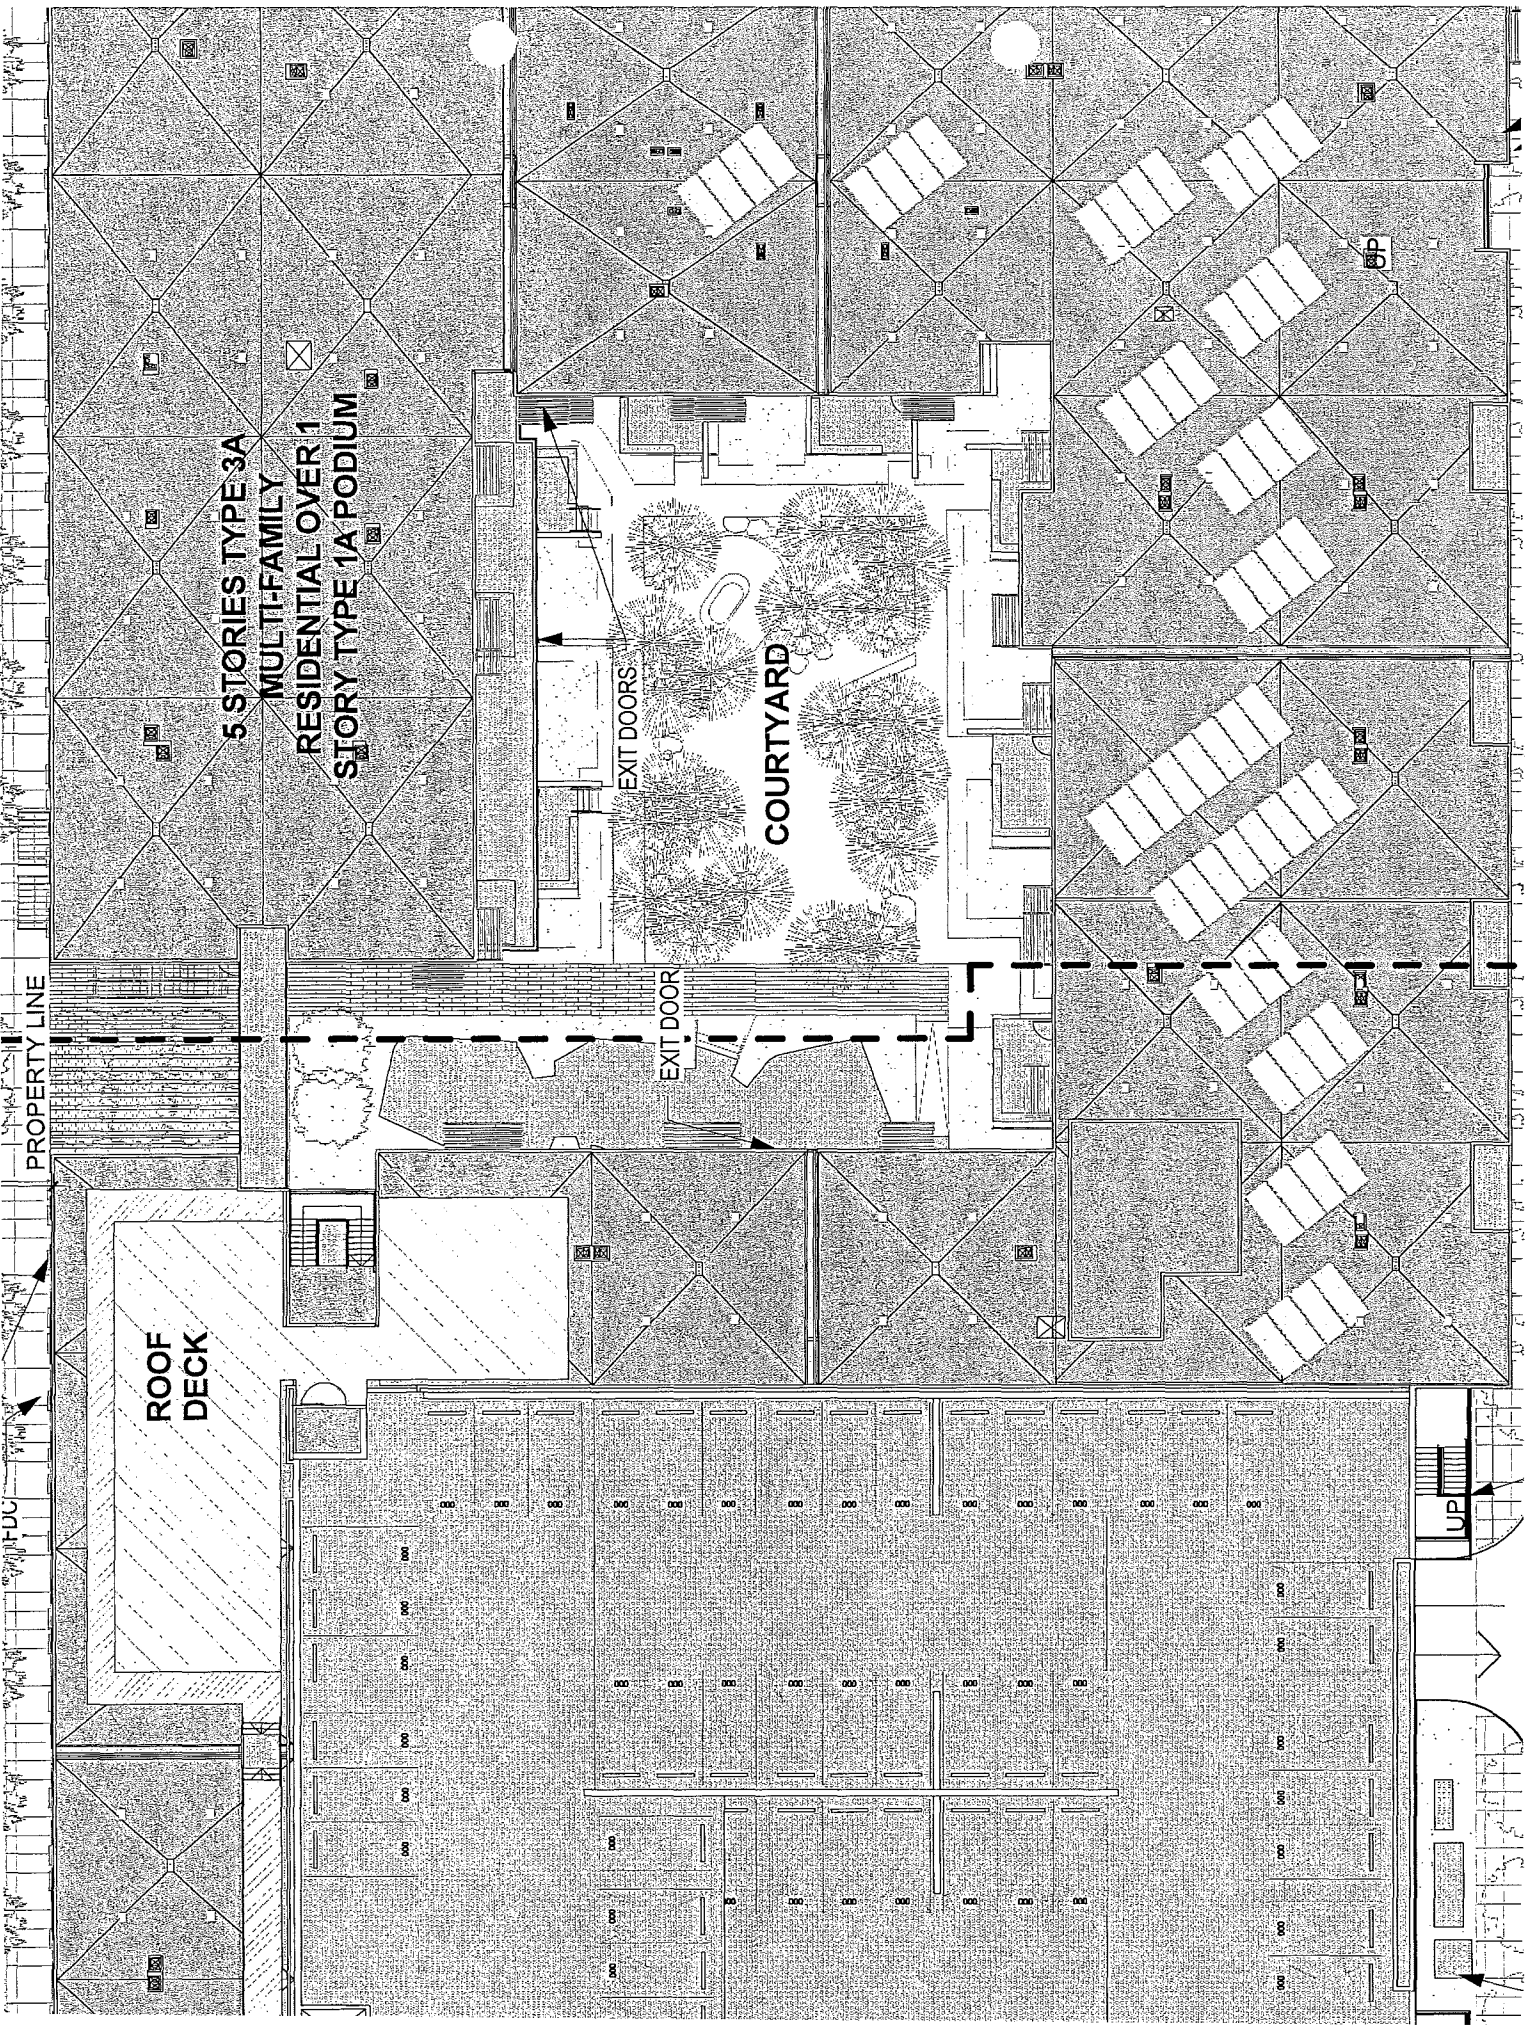 5 STORIES TYPE 3A
MULTI-FAMILY
RESIDENTIAL OVER 1
STORY TYPE 1A PODIUM
EXIT DOORS
COURTYARD
PROPERTY LINE
EXIT DOOR
ROOF
DECK
FDC
UP
UP